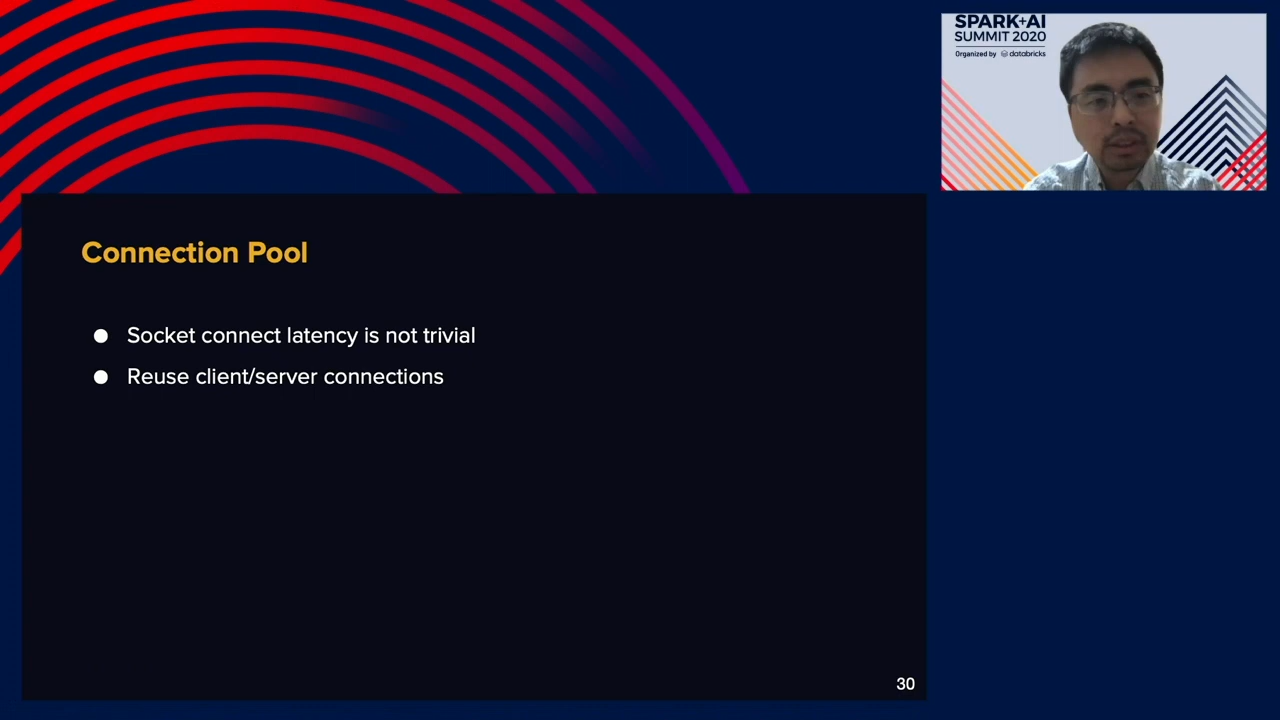 SPARK+AI
SUMMIT 2020
Organized by databricks
Connection Pool
● Socket connect latency is not trivial
● Reuse client/server connections
30